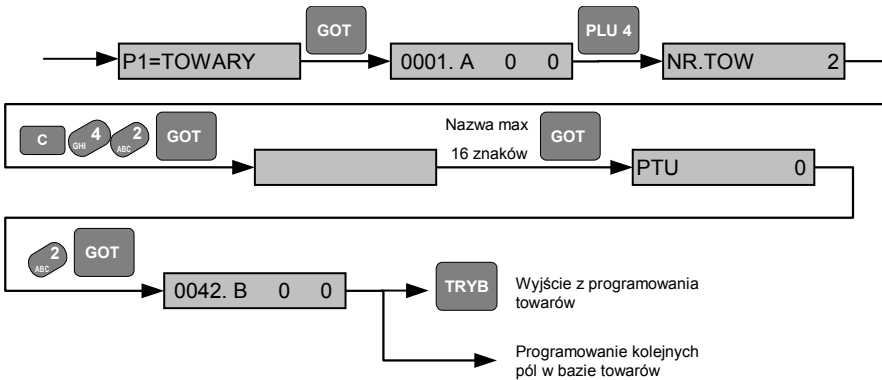 GOT
PLU 4
P1=TOWARY
0001. A 0 0
NR.TOW 2
C
4
GHI
2
ABC
GOT
Nazwa max
16 znaków
GOT
PTU 0
2
ABC
GOT
0042. B 0 0
TRYB
Wyjście z programowania
towarów
Programowanie kolejnych
pól w bazie towarów